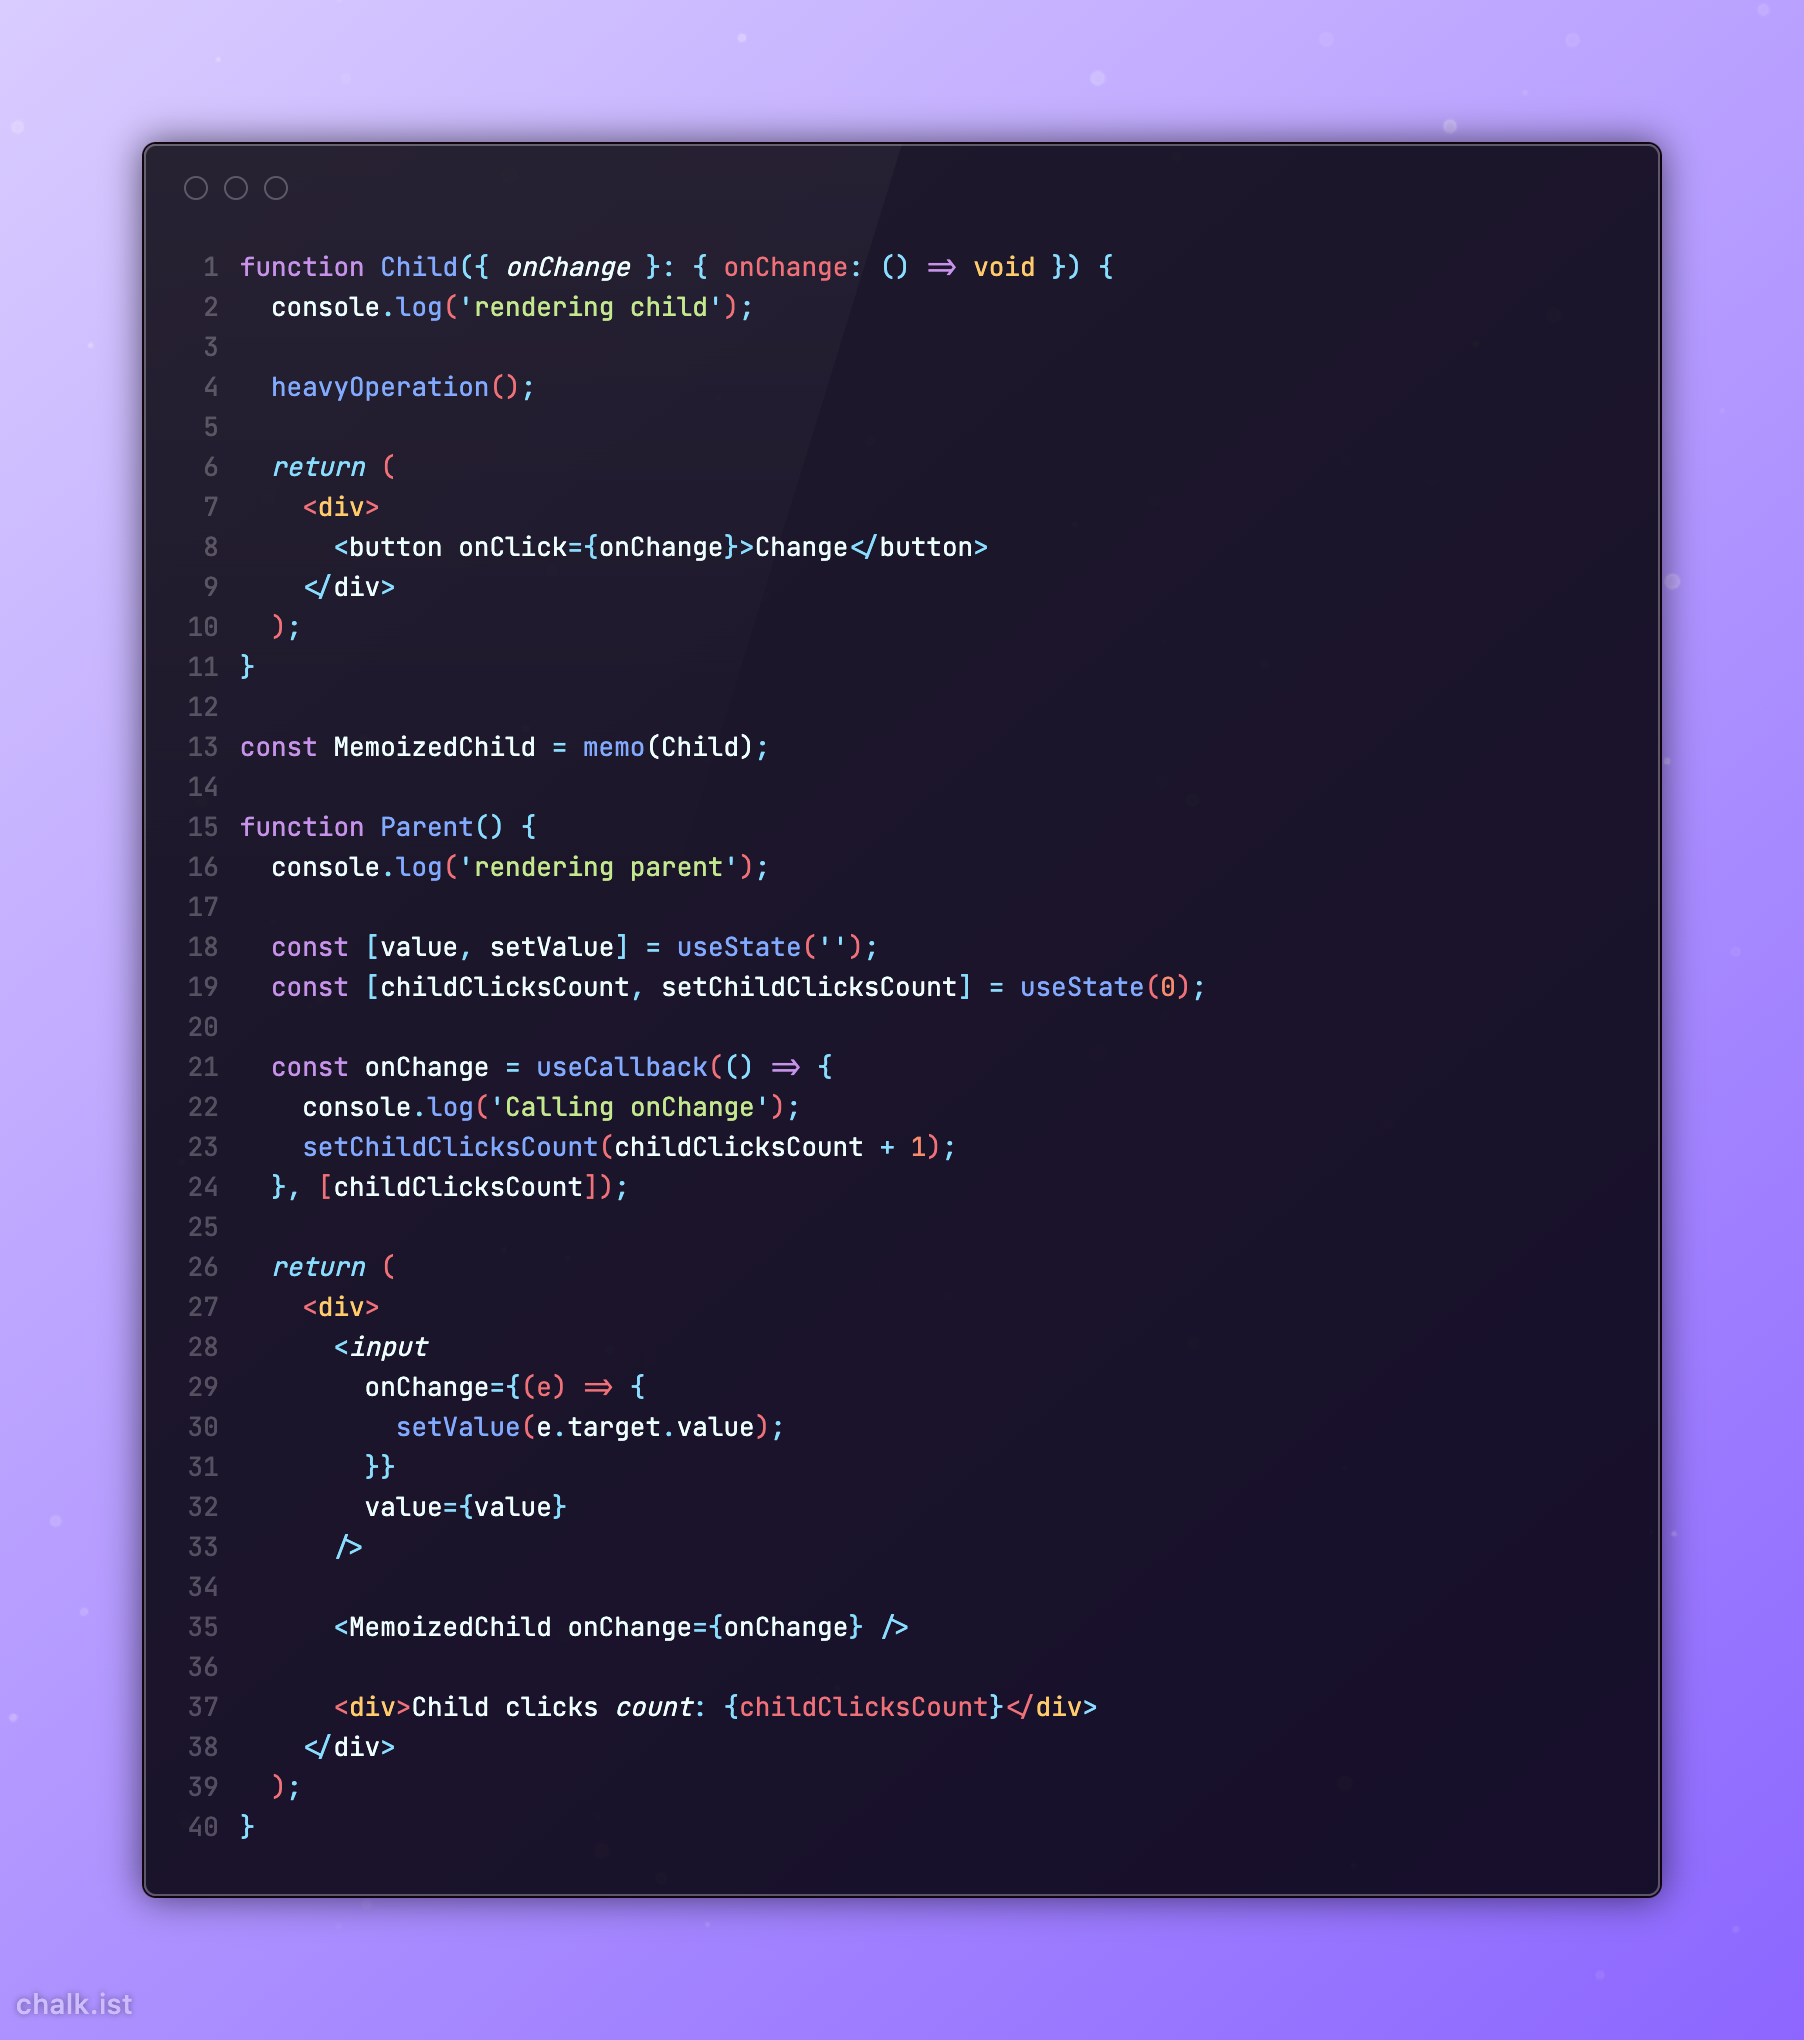 1 function Child({ onChange }: { onChange: () => void }) {
2 console.log('rendering child');
3
4 heavyOperation();
5
6 return (
7 <div>
8 <button onClick={onChange}>Change</button>
9 </div>
10 );
11 }
12
13 const MemoizedChild = memo(Child);
14
15 function Parent() {
16 console.log('rendering parent');
17
18 const [value, setValue] = useState('');
19 const [childClicksCount, setChildClicksCount] = useState(0);
20
21 const onChange = useCallback(() => {
22 console.log('Calling onChange');
23 setChildClicksCount(childClicksCount + 1);
24 }, [childClicksCount]);
25
26 return (
27 <div>
28 <input
29 onChange={(e) => {
30 setValue(e.target.value);
31 }}
32 value={value}
33 />
34
35 <MemoizedChild onChange={onChange} />
36
37 <div>Child clicks count: {childClicksCount}</div>
38 </div>
39 );
40 }
chalk.ist